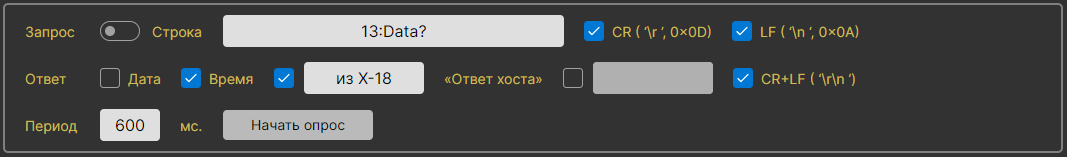 Запрос Строка 13:Data? CR ( ‘\r ’, 0×0D) LF ( ‘\n ’, 0×0A)
Ответ Дата Время из X-18 «Ответ хоста» CR+LF ( ‘\r\n ’)
Период 600 мс. Начать опрос